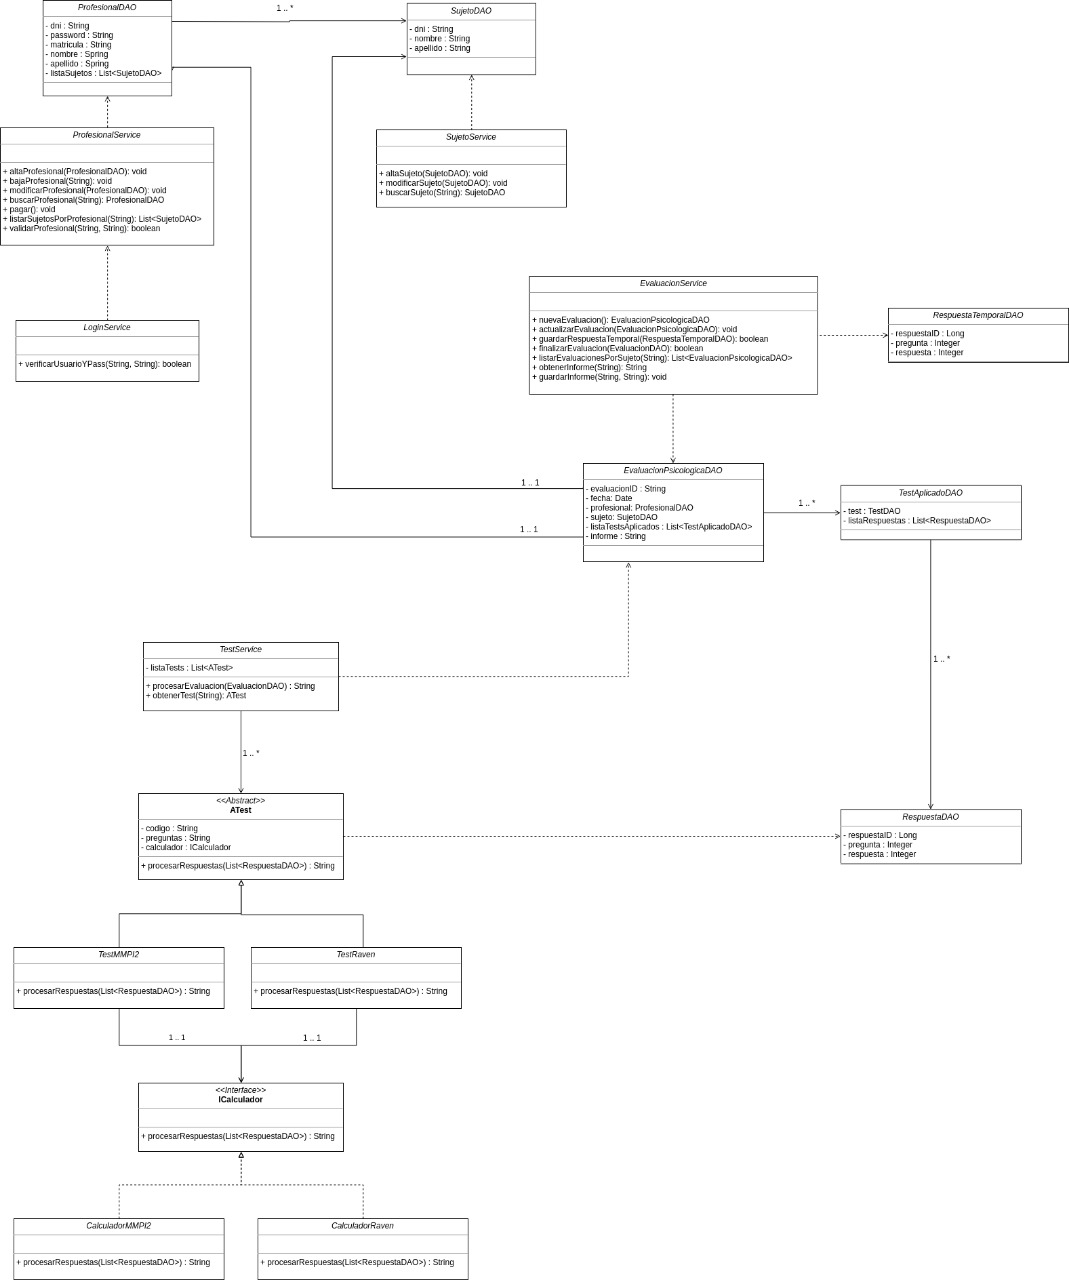 ProfesionalDAO
- dni : String
- password : String
- matricula : String
- nombre : Spring
- apellido : Spring
- listaSujetos : List<SujetoDAO>
1 .. *
SujetoDAO
- dni : String
- nombre : String
- apellido : String
ProfesionalService
+ altaProfesional(ProfesionalDAO): void
+ bajaProfesional(String): void
+ modificarProfesional(ProfesionalDAO): void
+ buscarProfesional(String): ProfesionalDAO
+ pagar(): void
+ listarSujetosPorProfesional(String): List<SujetoDAO>
+ validarProfesional(String, String): boolean
SujetoService
+ altaSujeto(SujetoDAO): void
+ modificarSujeto(SujetoDAO): void
+ buscarSujeto(String): SujetoDAO
LoginService
+ verificarUsuarioYPass(String, String): boolean
EvaluacionService
+ nuevaEvaluacion(): EvaluacionPsicologicaDAO
+ actualizarEvaluacion(EvaluacionPsicologicaDAO): void
+ guardarRespuestaTemporal(RespuestaTemporalDAO): boolean
+ finalizarEvaluacion(EvaluacionDAO): boolean
+ listarEvaluacionesPorSujeto(String): List<EvaluacionPsicologicaDAO>
+ obtenerInforme(String): String
+ guardarInforme(String, String): void
RespuestaTemporalDAO
- respuestaID : Long
- pregunta : Integer
- respuesta : Integer
EvaluacionPsicologicaDAO
- evaluacionID : String
- fecha: Date
- profesional: ProfesionalDAO
- sujeto: SujetoDAO
- listaTestsAplicados : List<TestAplicadoDAO>
- informe : String
1 .. 1
1 .. 1
1 .. *
TestAplicadoDAO
- test : TestDAO
- listaRespuestas : List<RespuestaDAO>
1 .. *
TestService
- listaTests : List<ATest>
+ procesarEvaluacion(EvaluacionDAO) : String
+ obtenerTest(String): ATest
1 .. *
<<Abstract>>
ATest
- codigo : String
- preguntas : String
- calculador : ICalculador
+ procesarRespuestas(List<RespuestaDAO>) : String
RespuestaDAO
- respuestaID : Long
- pregunta : Integer
- respuesta : Integer
TestMMPI2
+ procesarRespuestas(List<RespuestaDAO>) : String
TestRaven
+ procesarRespuestas(List<RespuestaDAO>) : String
1 .. 1
1 .. 1
<<Interface>>
ICalculador
+ procesarRespuestas(List<RespuestaDAO>) : String
CalculadorMMPI2
+ procesarRespuestas(List<RespuestaDAO>) : String
CalculadorRaven
+ procesarRespuestas(List<RespuestaDAO>) : String